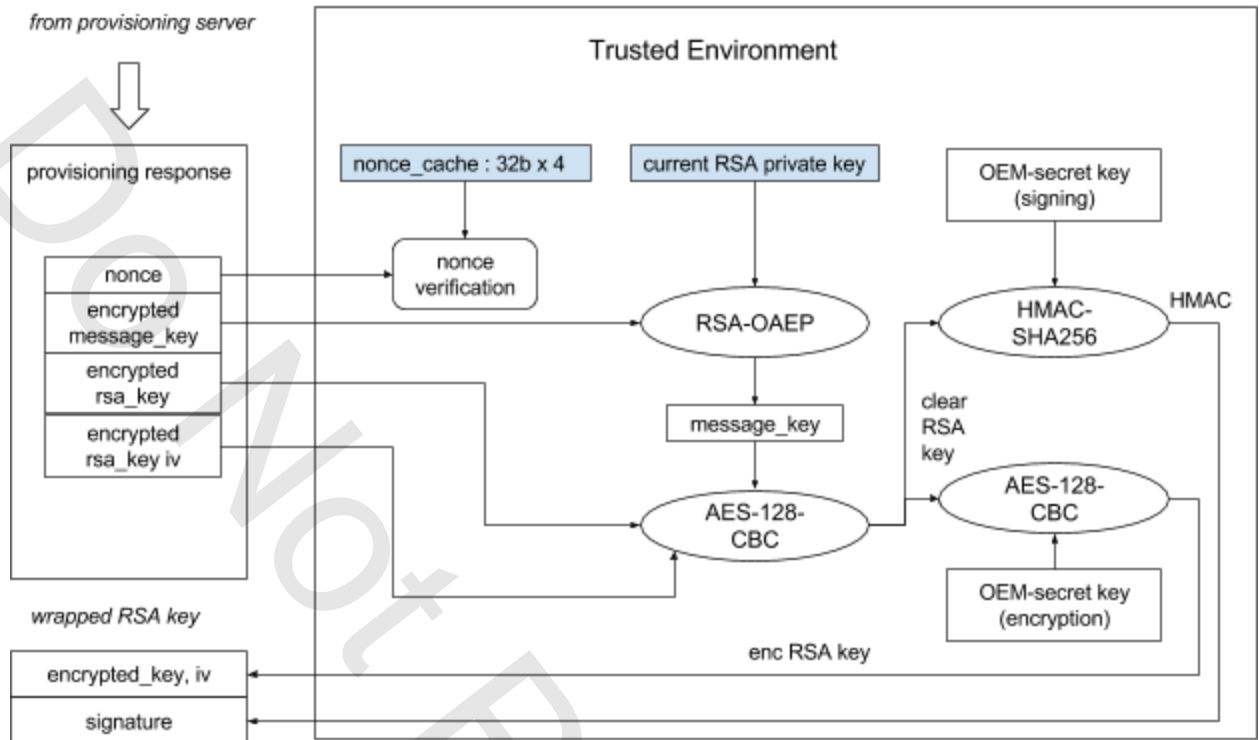 from provisioning server
Trusted Environment
provisioning response
nonce_cache : 32b x 4
current RSA private key
OEM-secret key
(signing)
nonce
encrypted
message_key
encrypted
rsa_key
encrypted
rsa_key iv
nonce
verification
RSA-OAEP
HMAC-
SHA256
HMAC
message_key
clear
RSA
key
AES-128-
CBC
AES-128-
CBC
OEM-secret key
(encryption)
wrapped RSA key
enc RSA key
encrypted_key, iv
signature
Do Not